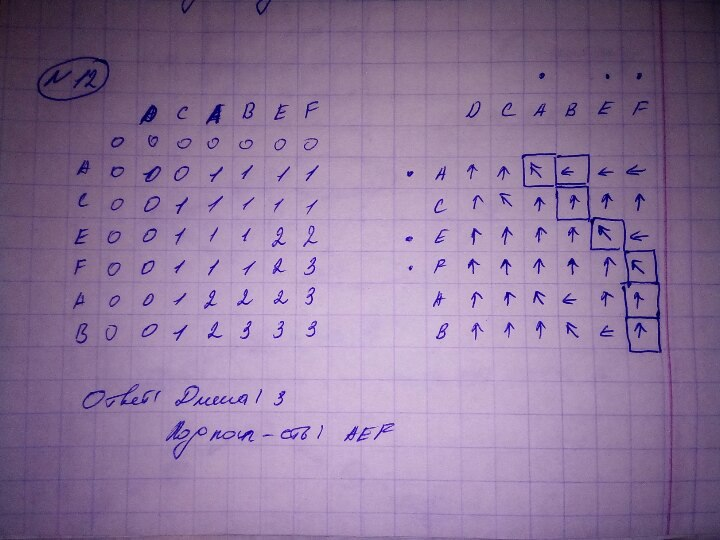 N 12
D C A B E F D C A B E F
0 0 0 0 0 0 0
A 0 0 0 1 1 1 1 A ↑ ↑ ↖ ← ← ←
C 0 0 1 1 1 1 1 C ↑ ↖ ↑ ↑ ↑ ↑
E 0 0 1 1 1 2 2 E ↑ ↑ ↑ ↑ ↖ ←
F 0 0 1 1 1 2 3 F ↑ ↑ ↑ ↑ ↑ ↖
A 0 0 1 2 2 2 3 A ↑ ↑ ↖ ← ↑ ↑
B 0 0 1 2 3 3 3 B ↑ ↑ ↑ ↖ ← ↑
Ответ: Длина: 3
Подпосл-сть: AEF